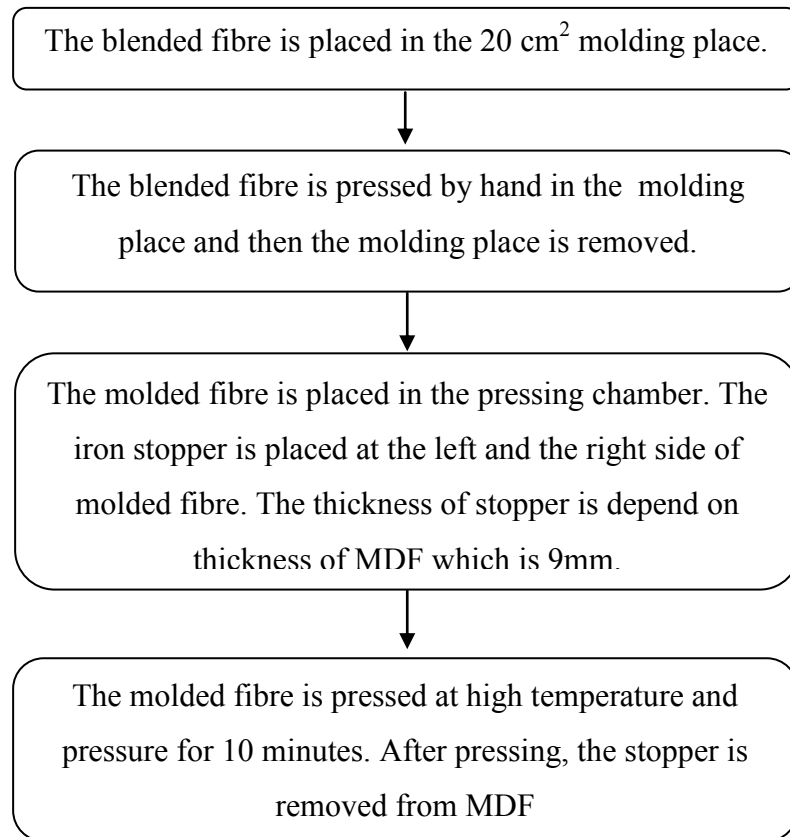 The blended fibre is placed in the 20 cm² molding place.
The blended fibre is pressed by hand in the molding
place and then the molding place is removed.
The molded fibre is placed in the pressing chamber. The
iron stopper is placed at the left and the right side of
molded fibre. The thickness of stopper is depend on
thickness of MDF which is 9mm.
The molded fibre is pressed at high temperature and
pressure for 10 minutes. After pressing, the stopper is
removed from MDF